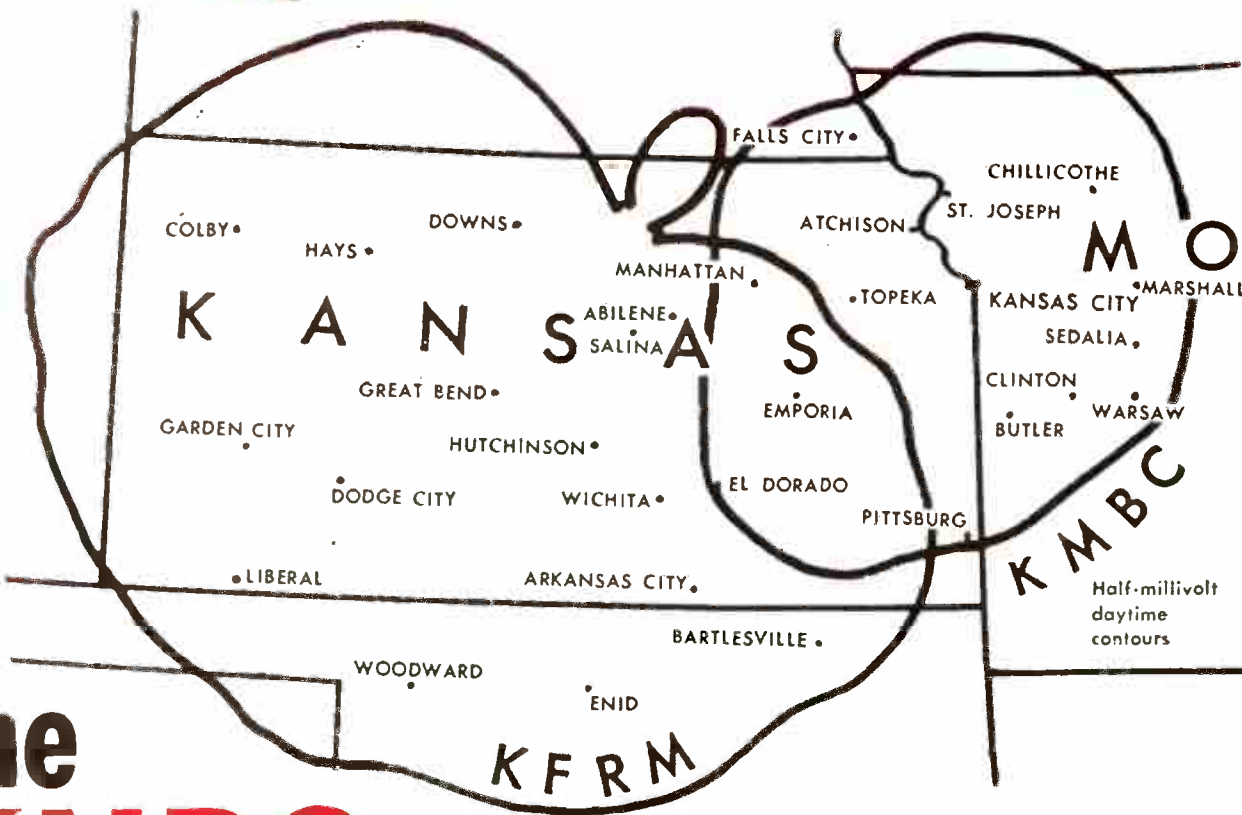 FALLS CITY
CHILLICOTHE
ST. JOSEPH
ATCHISON
COLBY
HAYS
DOWNS
MANHATTAN
TOPEKA
M O
KANSAS CITY
MARSHALL
K A N S A S
ABILENE
SALINA
SEDALIA
GREAT BEND
EMPORIA
CLINTON
BUTLER
WARSAW
GARDEN CITY
HUTCHINSON
DODGE CITY
WICHITA
EL DORADO
PITTSBURG
KMBC
LIBERAL
ARKANSAS CITY
Half-millivolt
daytime
contours
BARTLESVILLE
WOODWARD
ENID
KFRM